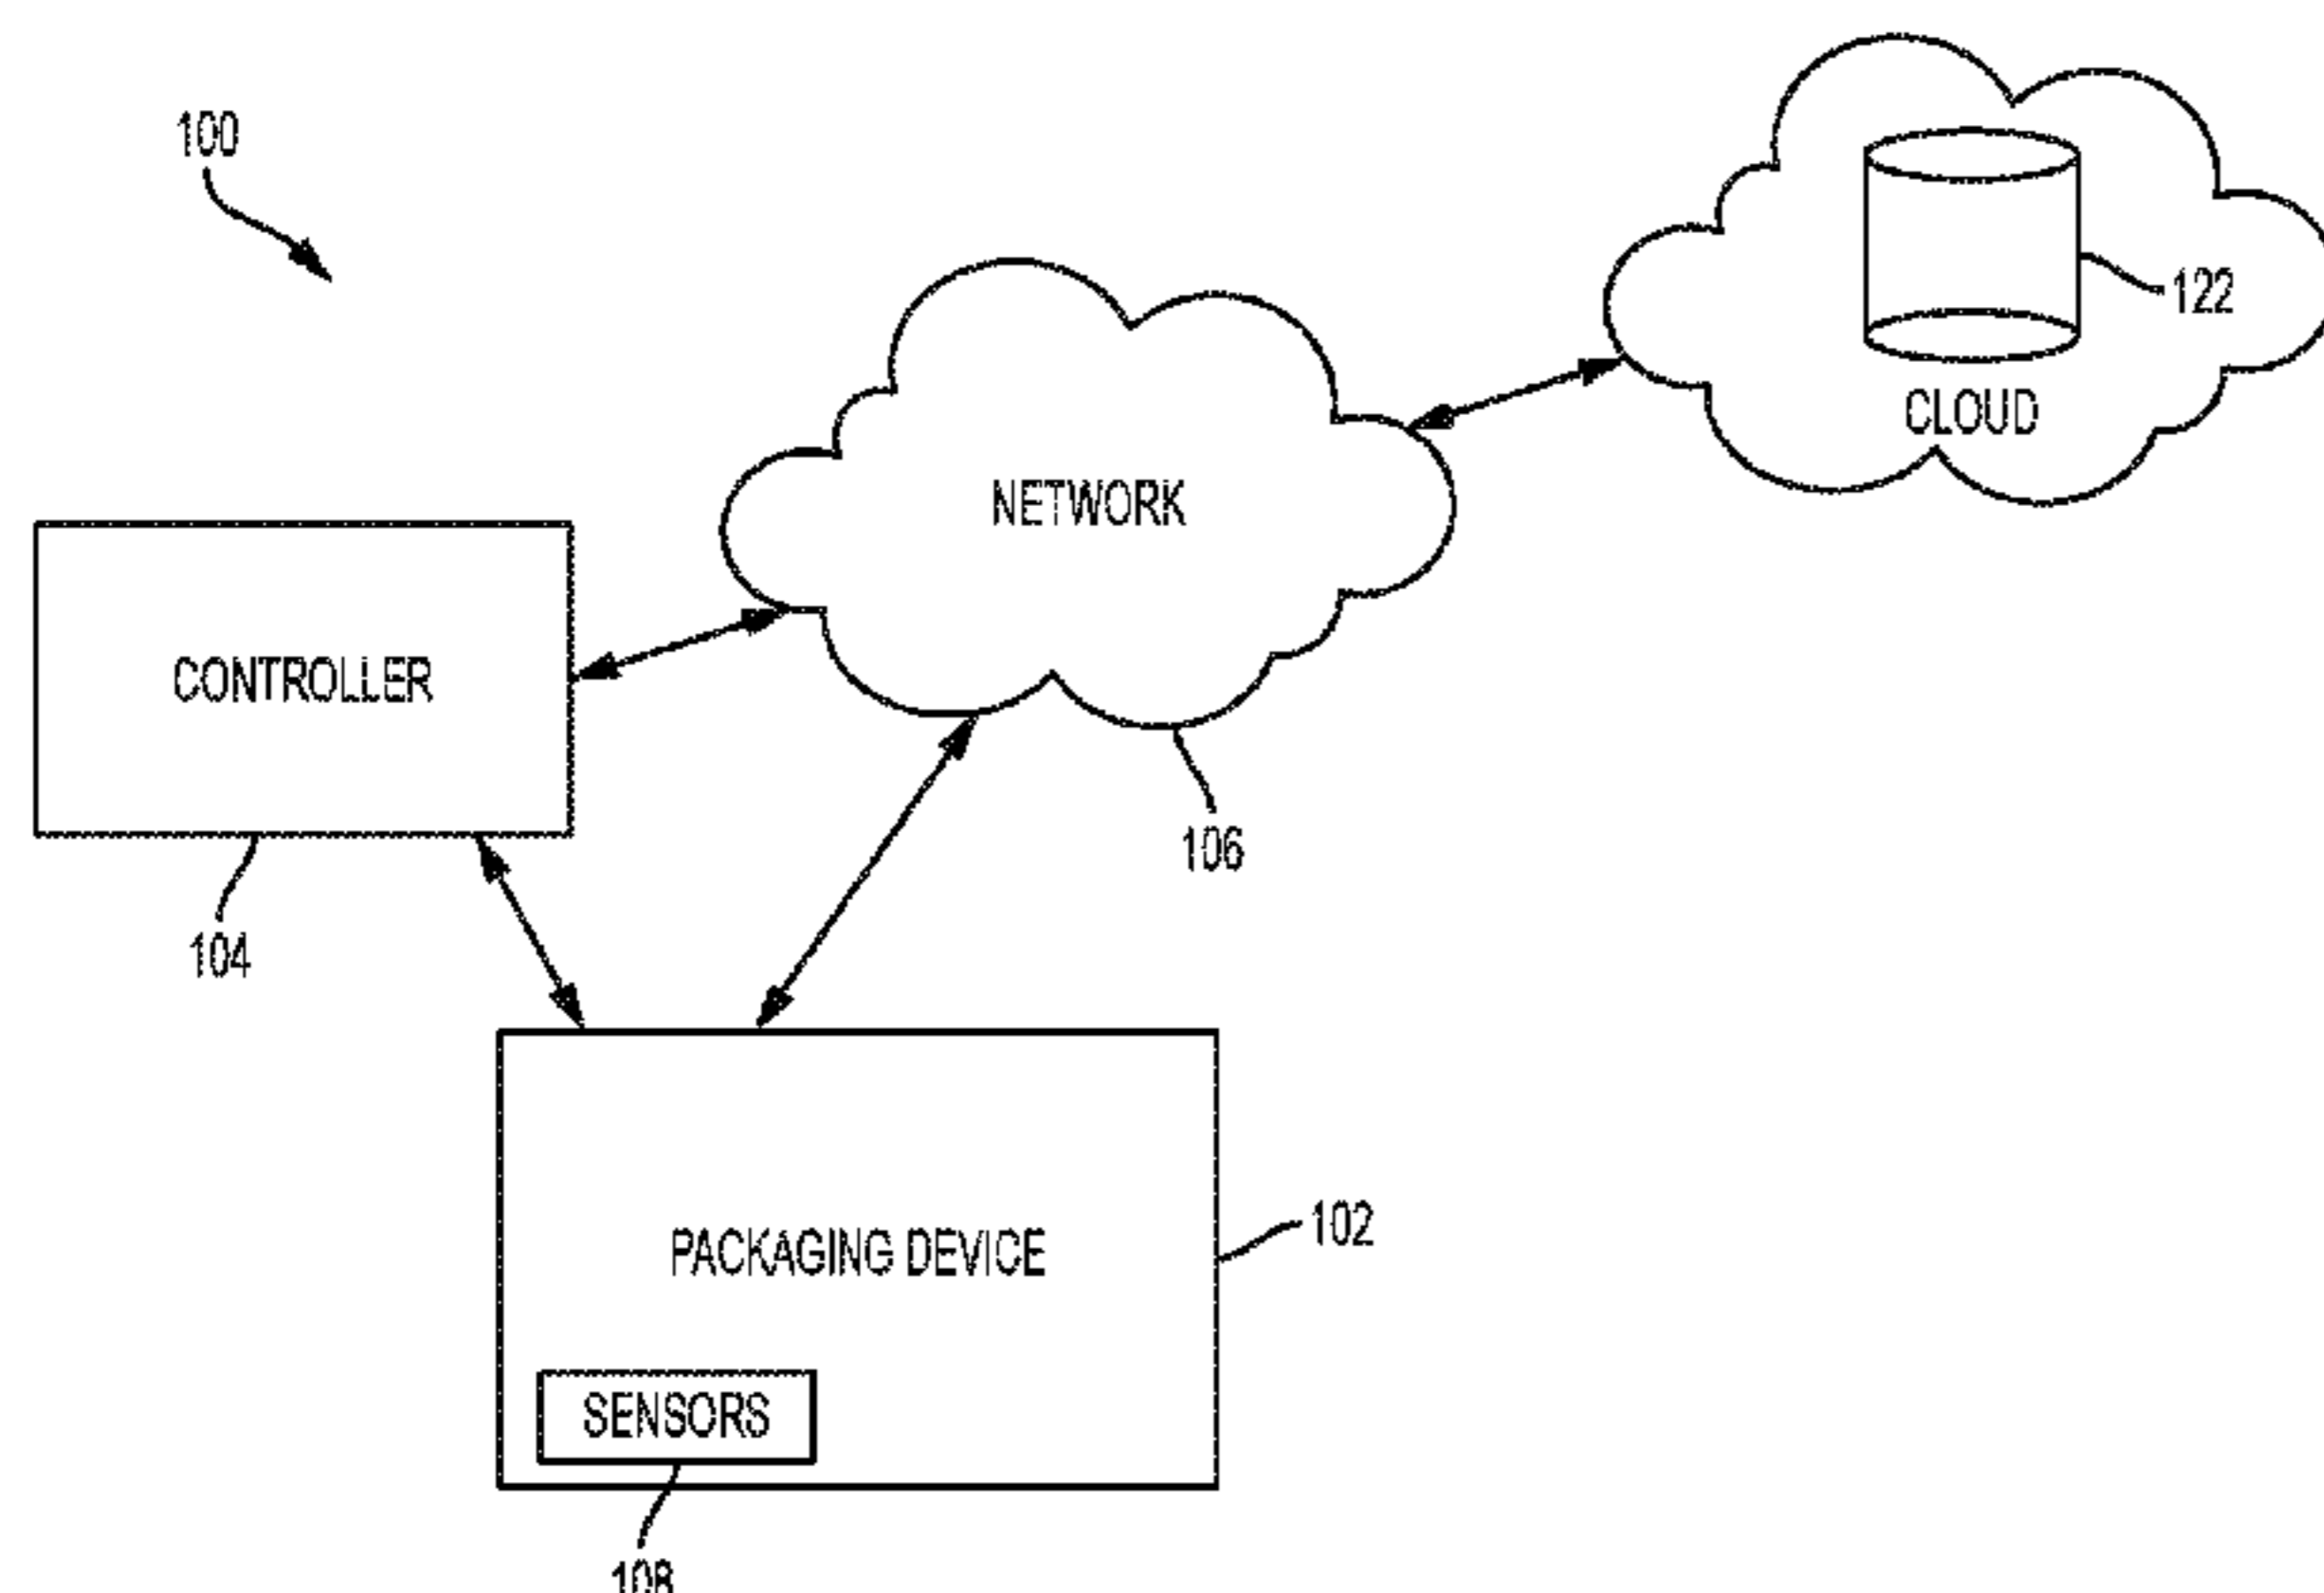 100
122
CLOUD
NETWORK
CONTROLLER
106
104
102
PACKAGING DEVICE
SENSORS
108